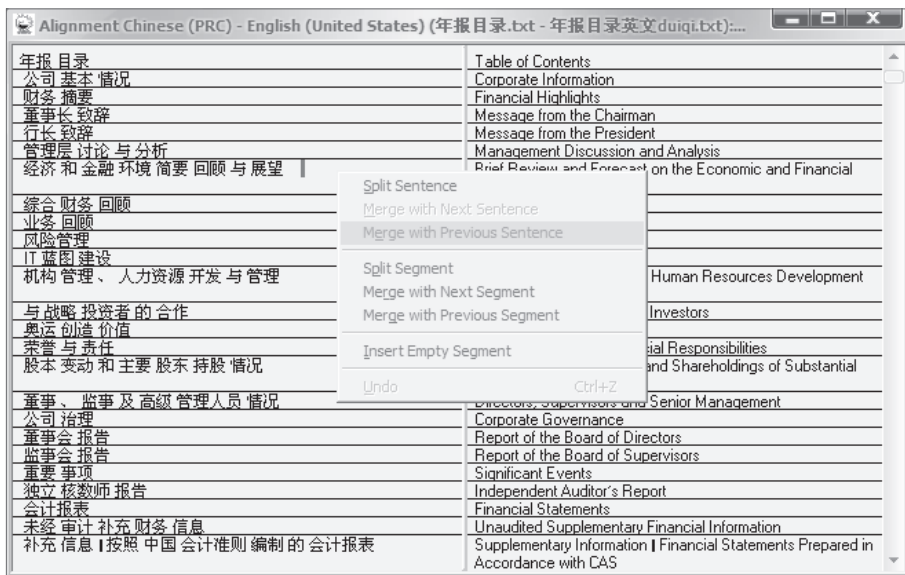 Alignment Chinese (PRC) - English (United States) (年报目录.txt - 年报目录英文duiqi.txt):...
年报 目录
Table of Contents
公司 基本 情况
Corporate Information
财务 摘要
Financial Highlights
董事长 致辞
Message from the Chairman
行长 致辞
Message from the President
管理层 讨论 与 分析
Management Discussion and Analysis
经济 和 金融 环境 简要 回顾 与 展望
Brief Review and Forecast on the Economic and Financial
综合 财务 回顾
业务 回顾
风险管理
IT 蓝图 建设
机构 管理 、 人力资源 开发 与 管理
Human Resources Development
与 战略 投资者 的 合作
Investors
奥运 创造 价值
荣誉 与 责任
ial Responsibilities
股本 变动 和 主要 股东 持股 情况
and Shareholdings of Substantial
董事 、 监事 及 高级 管理人员 情况
Directors, Supervisors and Senior Management
公司 治理
Corporate Governance
董事会 报告
Report of the Board of Directors
监事会 报告
Report of the Board of Supervisors
重要 事项
Significant Events
独立 核数师 报告
Independent Auditor's Report
会计报表
Financial Statements
未经 审计 补充 财务 信息
Unaudited Supplementary Financial Information
补充 信息 I 按照 中国 会计准则 编制 的 会计报表
Supplementary Information I Financial Statements Prepared in
Accordance with CAS
Split Sentence
Merge with Next Sentence
Merge with Previous Sentence
Split Segment
Merge with Next Segment
Merge with Previous Segment
Insert Empty Segment
Undo Ctrl+Z